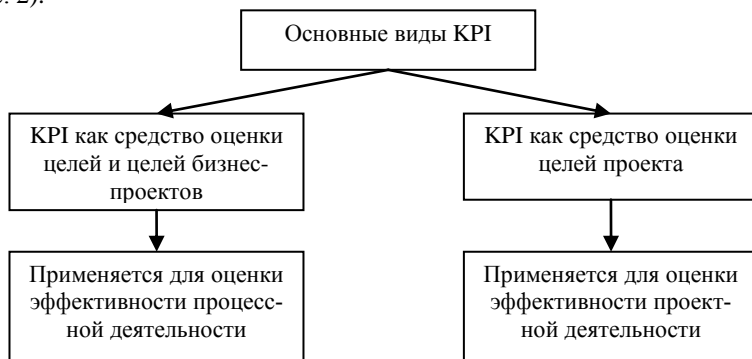 . 2).
Основные виды KPI
KPI как средство оценки
целей и целей бизнес-
проектов
KPI как средство оценки
целей проекта
Применяется для оценки
эффективности процесс-
ной деятельности
Применяется для оценки
эффективности проект-
ной деятельности